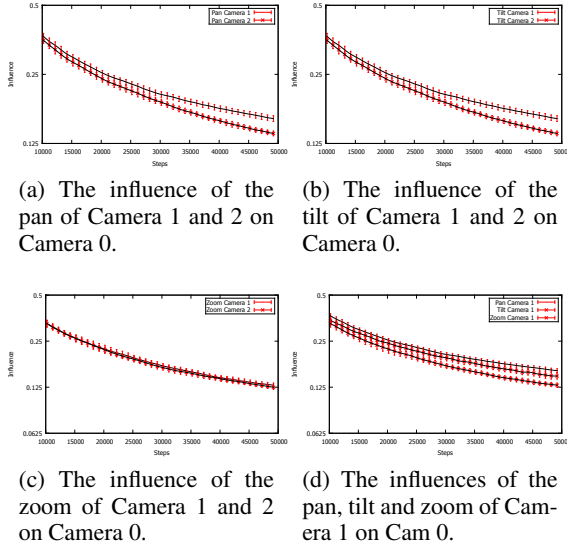 Pan Camera 1
Pan Camera 2
0.5
0.25
0.125
Influence
10000 15000 20000 25000 30000 35000 40000 45000 50000
Steps
Tilt Camera 1
Tilt Camera 2
0.5
0.25
0.125
Influence
10000 15000 20000 25000 30000 35000 40000 45000 50000
Steps
(a) The influence of the
pan of Camera 1 and 2 on
Camera 0.
(b) The influence of the
tilt of Camera 1 and 2 on
Camera 0.
Zoom Camera 1
Zoom Camera 2
0.5
0.25
0.125
0.0625
Influence
10000 15000 20000 25000 30000 35000 40000 45000 50000
Steps
Pan Camera 1
Tilt Camera 1
Zoom Camera 1
0.5
0.25
0.125
0.0625
Influence
10000 15000 20000 25000 30000 35000 40000 45000 50000
Steps
(c) The influence of the
zoom of Camera 1 and 2
on Camera 0.
(d) The influences of the
pan, tilt and zoom of Cam-
era 1 on Cam 0.